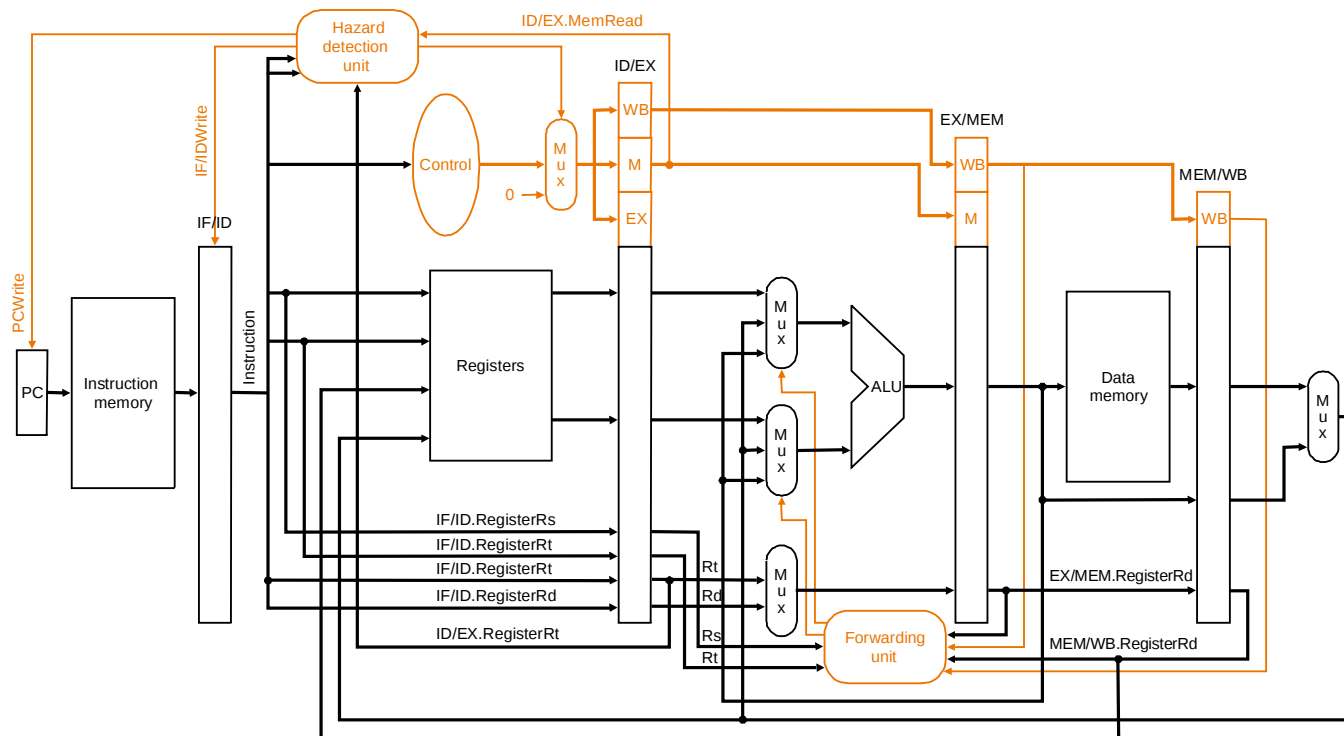 ID/EX.MemRead
Hazard
detection
unit
ID/EX
WB
EX/MEM
IF/IDWrite
M
u
x
Control
M
WB
MEM/WB
0
EX
M
WB
IF/ID
PCWrite
Instruction
M
u
x
Registers
PC
Instruction
memory
ALU
Data
memory
M
u
x
M
u
x
IF/ID.RegisterRs
IF/ID.RegisterRt
IF/ID.RegisterRt
IF/ID.RegisterRd
Rt
Rd
M
u
x
EX/MEM.RegisterRd
ID/EX.RegisterRt
Rs
Rt
Forwarding
unit
MEM/WB.RegisterRd